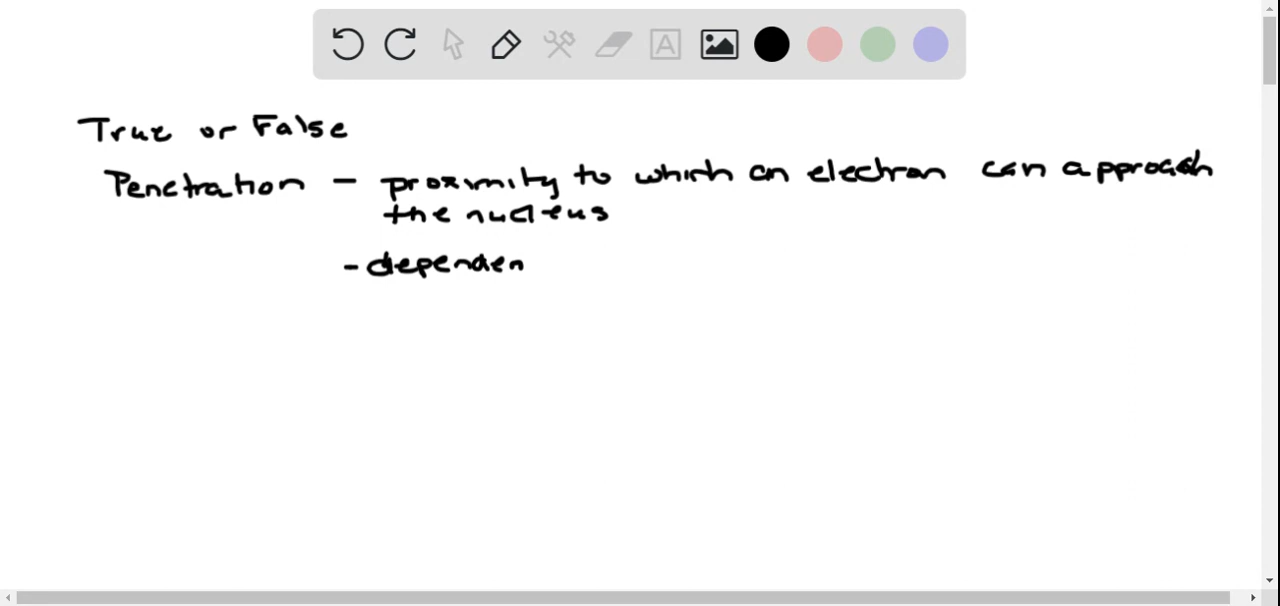 True or False
Penetration - proximity to which an electron can approach
the nucleus
- dependen